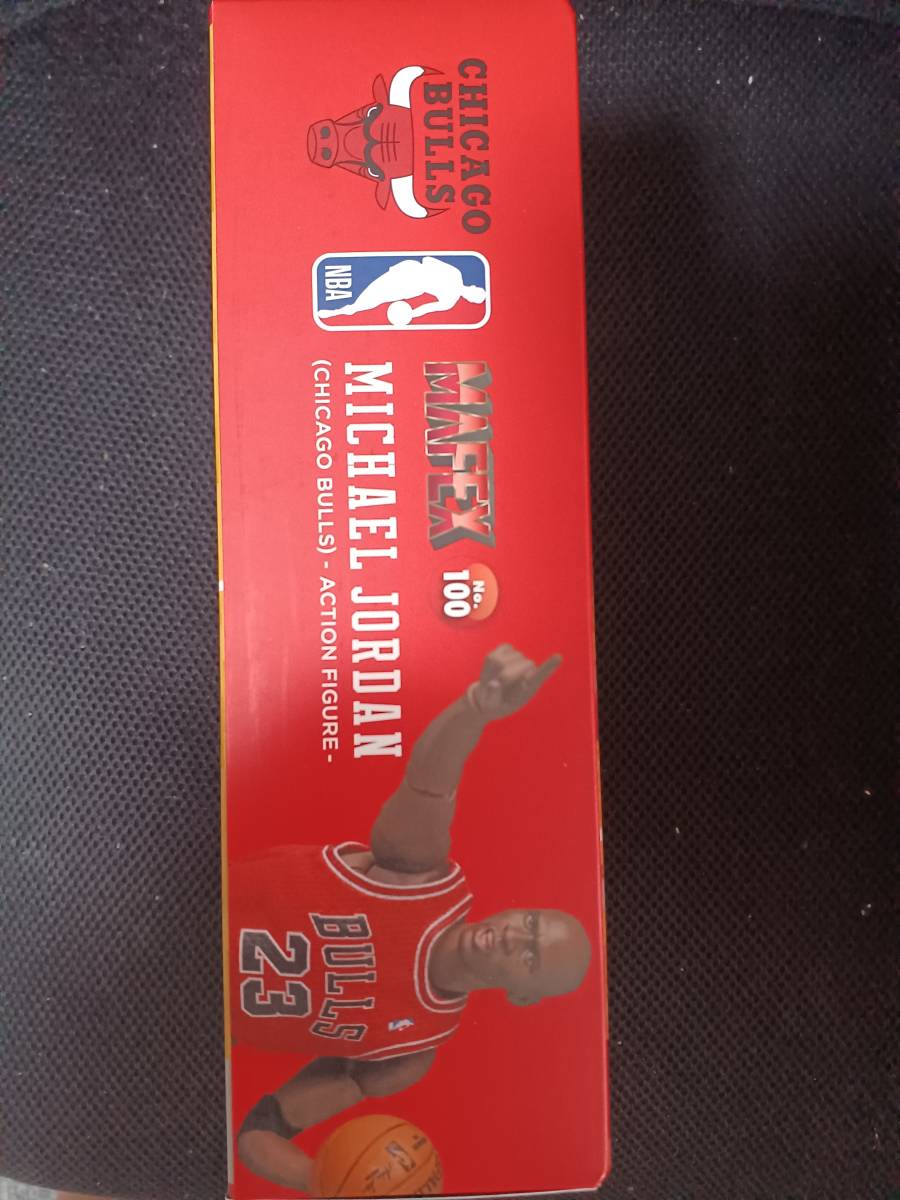 CHICAGO
BULLS
NBA
MAFEX
No.
100
MICHAEL JORDAN
(CHICAGO BULLS) - ACTION FIGURE -
BULLS
23